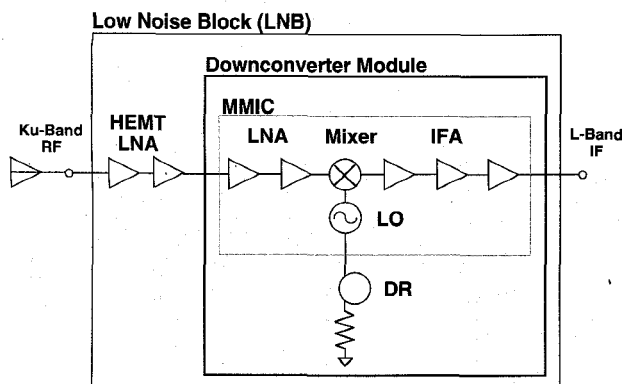 Low Noise Block (LNB)
Downconverter Module
MMIC
Ku-Band
RF
HEMT
LNA
LNA
Mixer
IFA
L-Band
IF
LO
DR